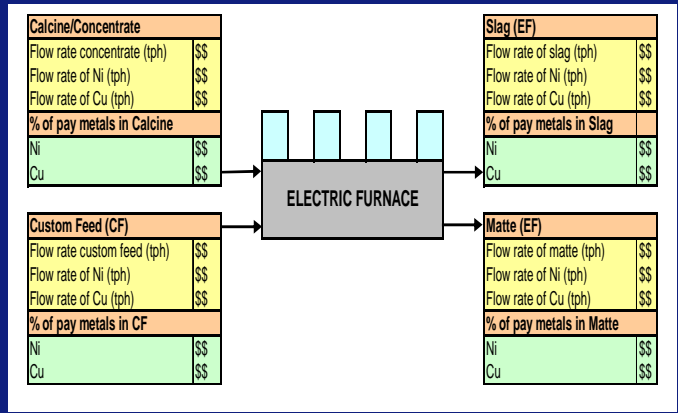 Calcine/Concentrate
Flow rate concentrate (tph) $$
Flow rate of Ni (tph) $$
Flow rate of Cu (tph) $$
% of pay metals in Calcine
Ni $$
Cu $$
Custom Feed (CF)
Flow rate custom feed (tph) $$
Flow rate of Ni (tph) $$
Flow rate of Cu (tph) $$
% of pay metals in CF
Ni $$
Cu $$
ELECTRIC FURNACE
Slag (EF)
Flow rate of slag (tph) $$
Flow rate of Ni (tph) $$
Flow rate of Cu (tph) $$
% of pay metals in Slag
Ni $$
Cu $$
Matte (EF)
Flow rate of matte (tph) $$
Flow rate of Ni (tph) $$
Flow rate of Cu (tph) $$
% of pay metals in Matte
Ni $$
Cu $$